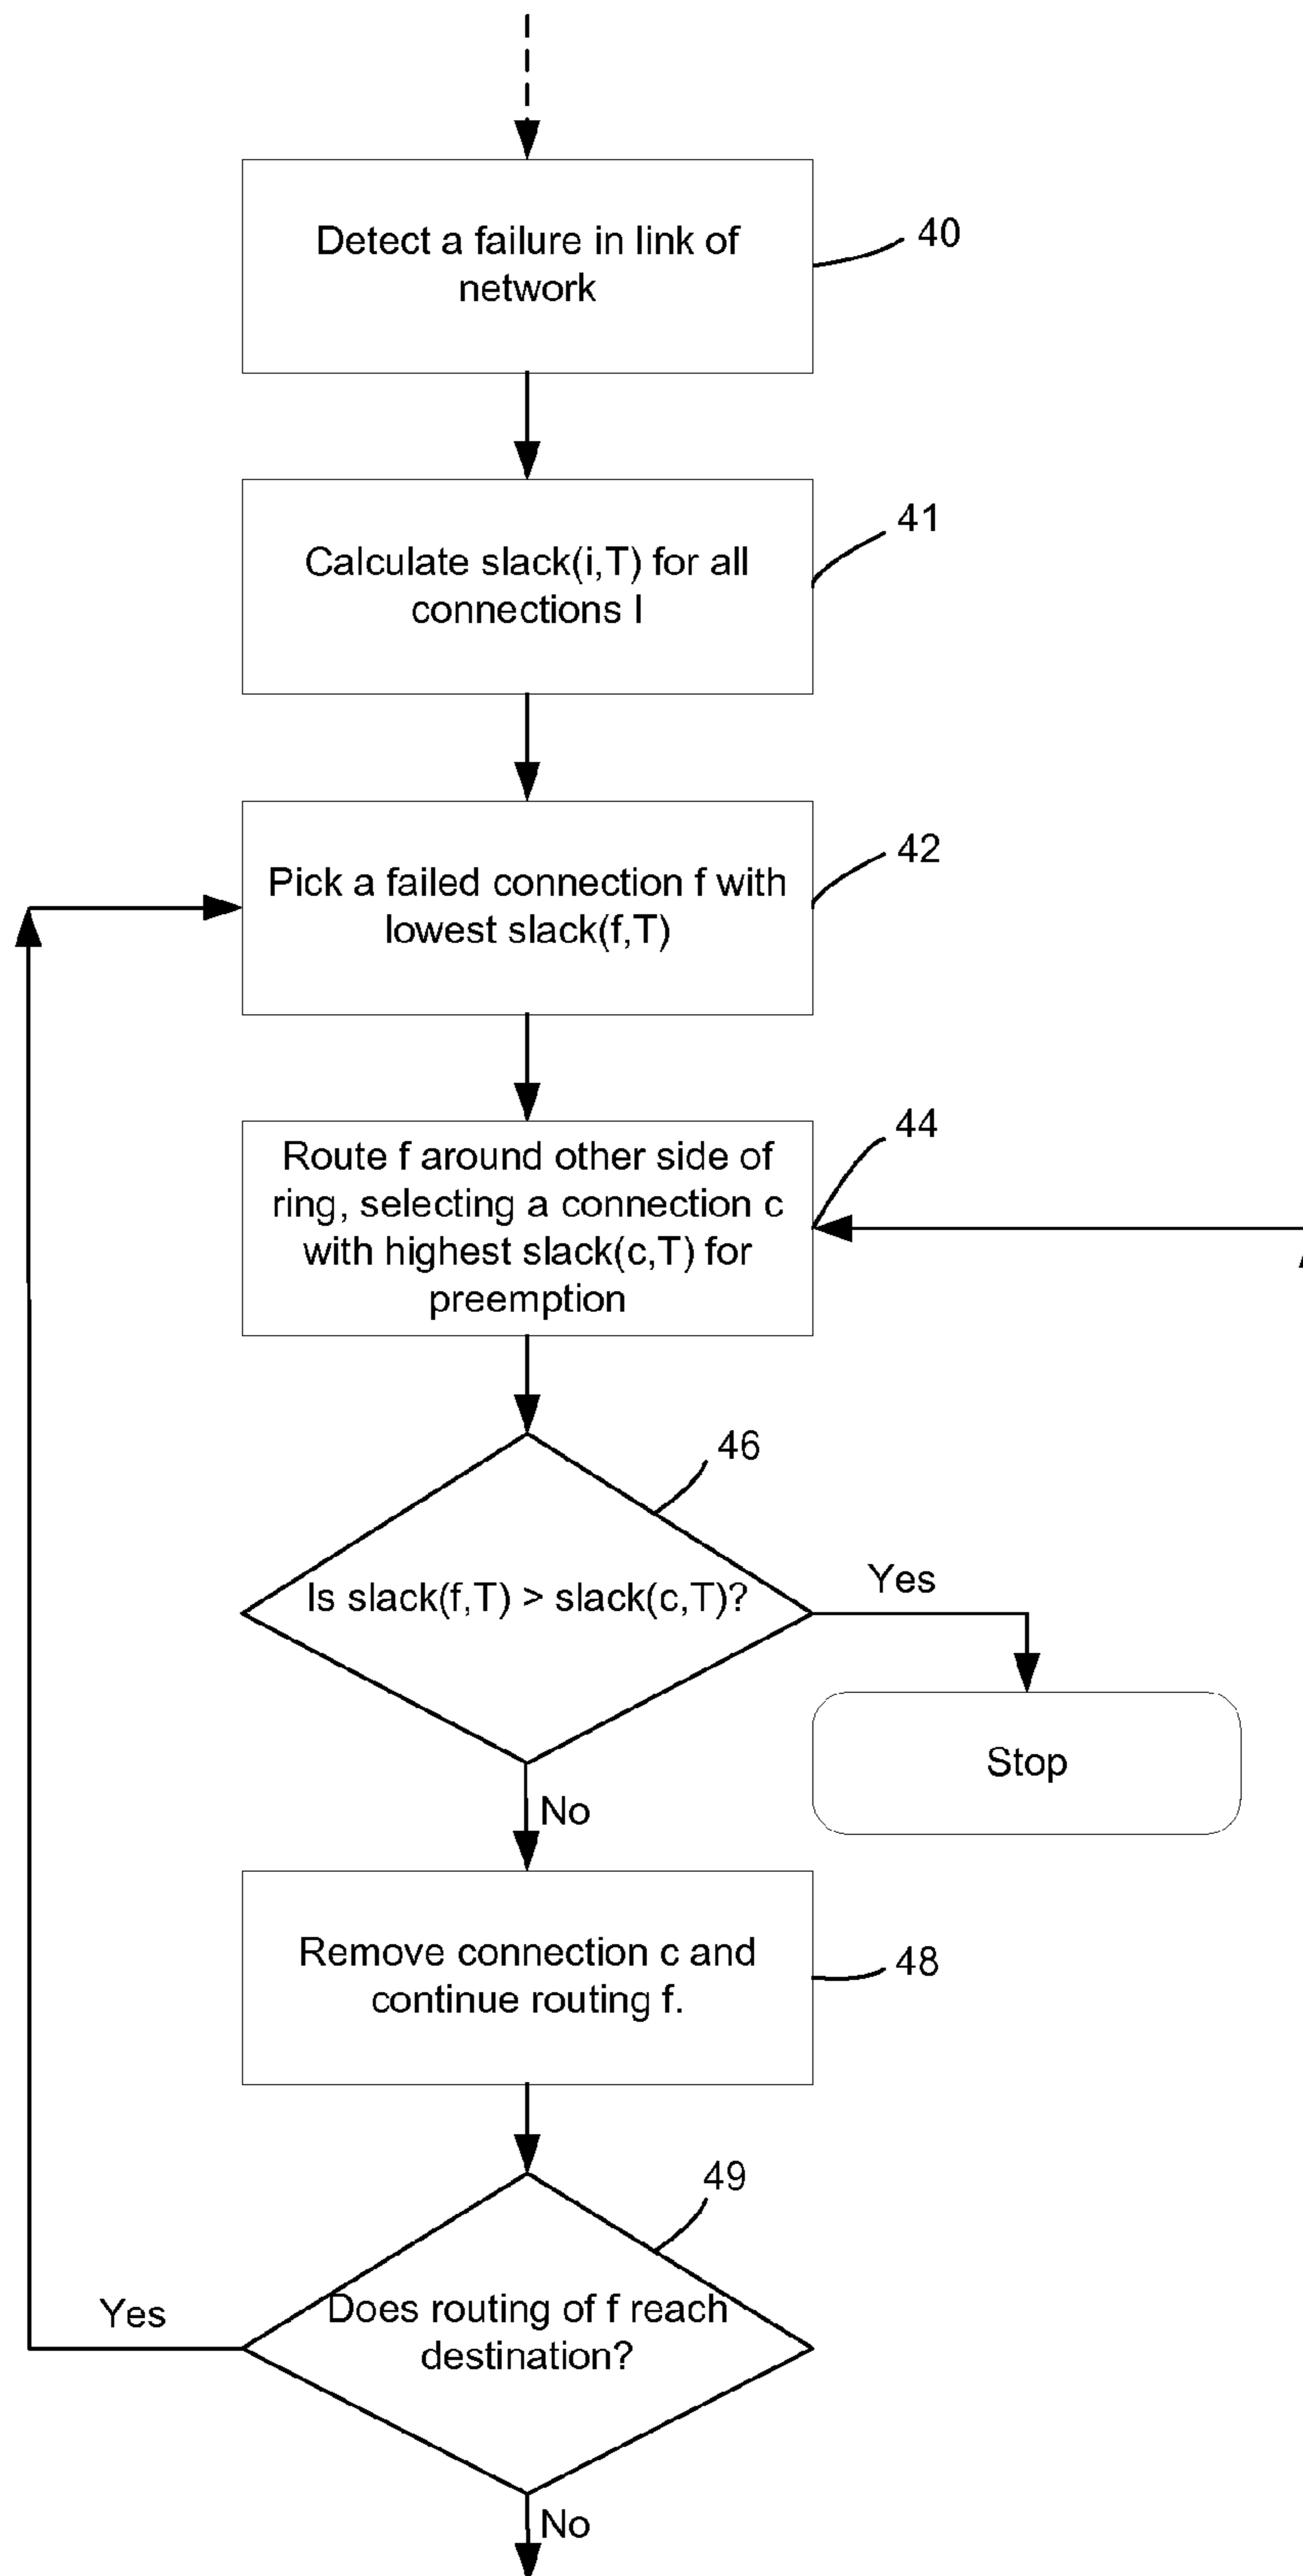 Detect a failure in link of
network
40
Calculate slack(i,T) for all
connections I
41
Pick a failed connection f with
lowest slack(f,T)
42
Route f around other side of
ring, selecting a connection c
with highest slack(c,T) for
preemption
44
Is slack(f,T) > slack(c,T)?
46
Yes
Stop
No
Remove connection c and
continue routing f.
48
Does routing of f reach
destination?
49
Yes
No